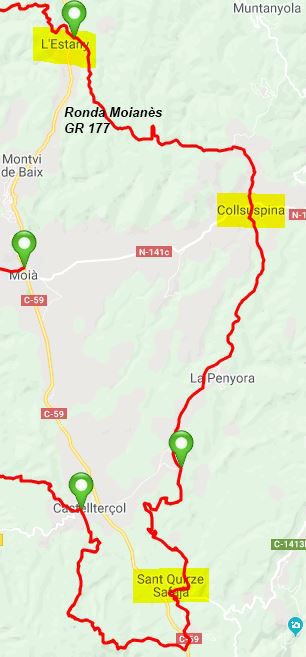 Muntanyola
L'Estany
Ronda Moianès
GR 177
Montvi
de Baix
Collsuspina
N-141c
Moià
C-59
La Penyora
C-59
Castellterçol
C-1413
Sant Quirze
Safaja
C-59